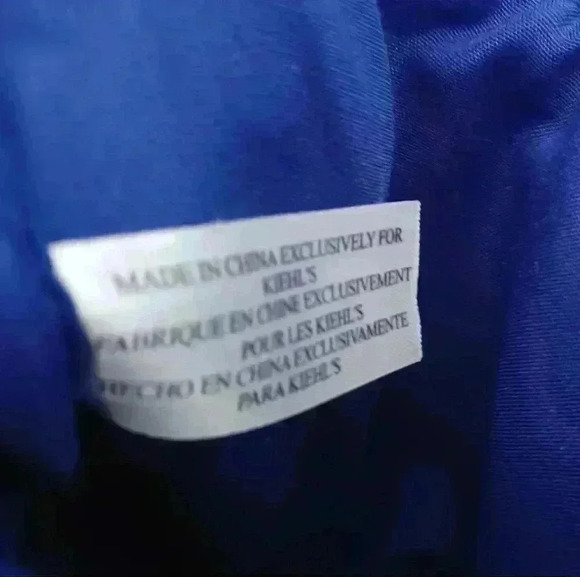 MADE IN CHINA EXCLUSIVELY FOR
KIEHL'S
FABRIQUE EN CHINE EXCLUSIVEMENT
POUR LES KIEHL'S
HECHO EN CHINA EXCLUSIVAMENTE
PARA KIEHL'S